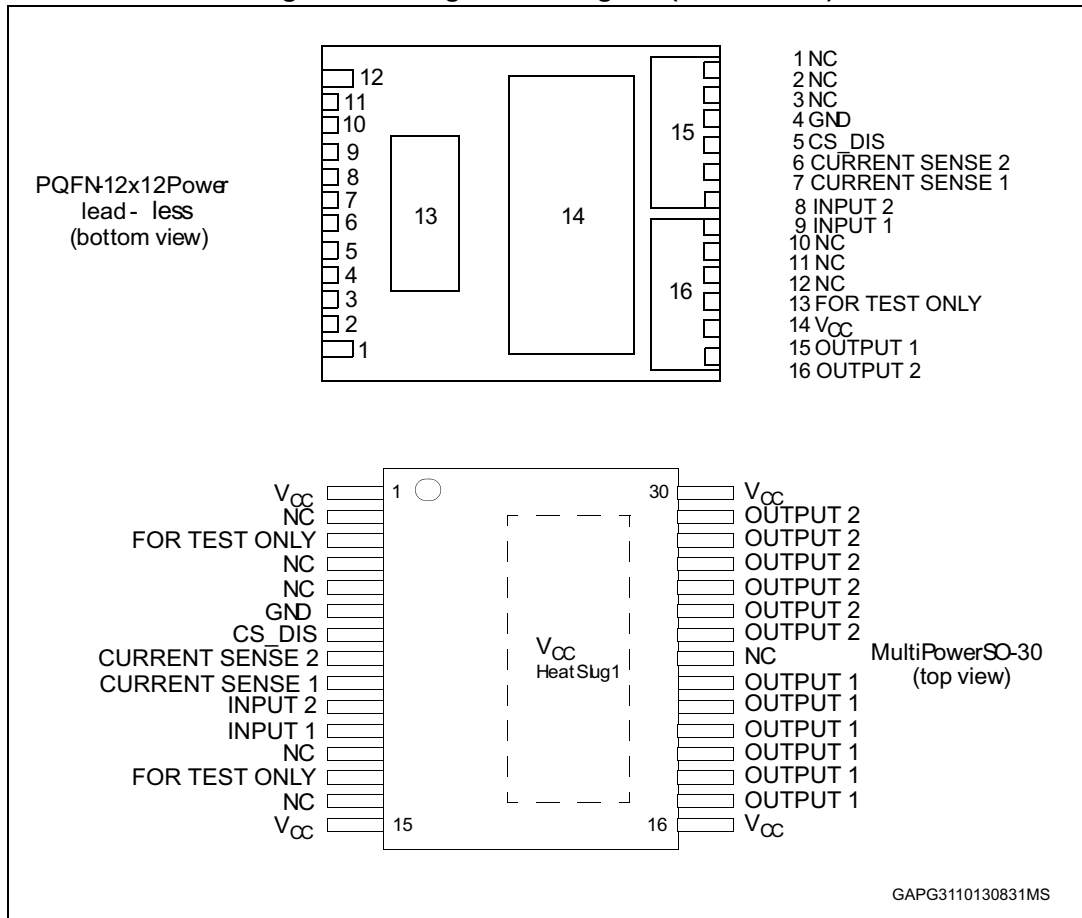 12
11
10
9
8
7
6
5
4
3
2
1
13
14
15
16
PQFN-12x12Power
lead - less
(bottom view)
1 NC
2 NC
3 NC
4 GND
5 CS_DIS
6 CURRENT SENSE 2
7 CURRENT SENSE 1
8 INPUT 2
9 INPUT 1
10 NC
11 NC
12 NC
13 FOR TEST ONLY
14 VCC
15 OUTPUT 1
16 OUTPUT 2
VCC
NC
FOR TEST ONLY
NC
NC
GND
CS_DIS
CURRENT SENSE 2
CURRENT SENSE 1
INPUT 2
INPUT 1
NC
FOR TEST ONLY
NC
VCC
1
15
30
16
VCC
HeatSlug1
VCC
OUTPUT 2
OUTPUT 2
OUTPUT 2
OUTPUT 2
OUTPUT 2
OUTPUT 2
NC
OUTPUT 1
OUTPUT 1
OUTPUT 1
OUTPUT 1
OUTPUT 1
OUTPUT 1
VCC
MultiPowerSO-30
(top view)
GAPG3110130831MS